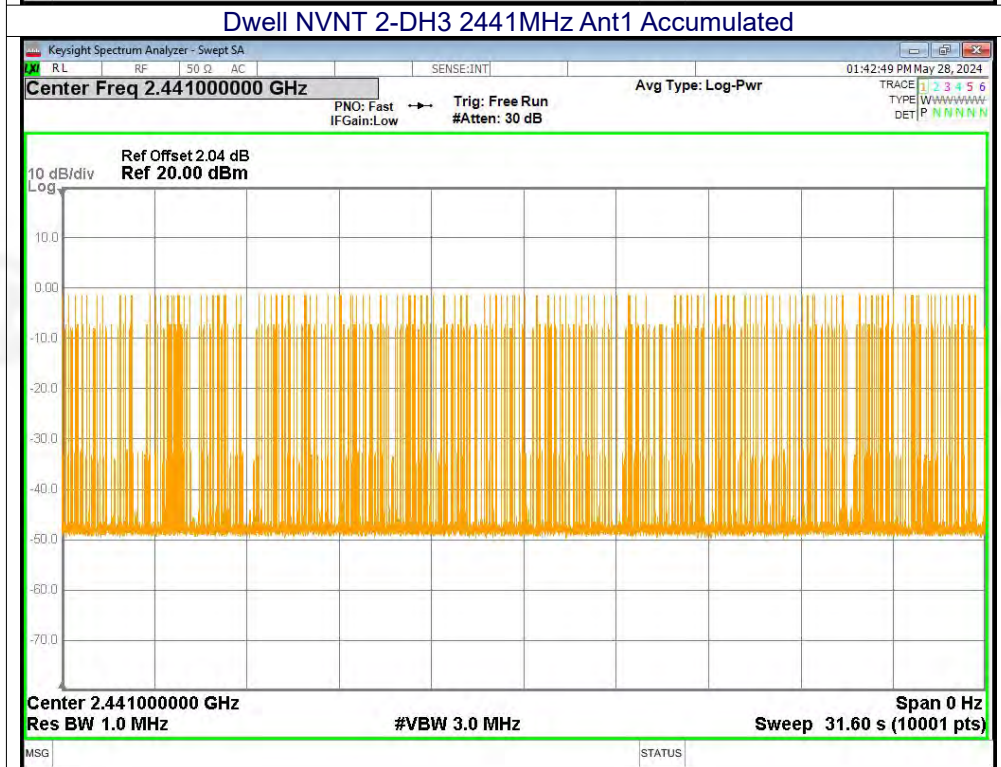 Dwell NVNT 2-DH3 2441MHz Ant1 Accumulated
Keysight Spectrum Analyzer - Swept SA
LXI RL RF 50 Ω AC SENSE:INT 01:42:49 PM May 28, 2024
Center Freq 2.441000000 GHz Avg Type: Log-Pwr TRACE 1 2 3 4 5 6
PNO: Fast Trig: Free Run TYPE WWWWWWW
IFGain:Low #Atten: 30 dB DET P N N N N N
Ref Offset 2.04 dB
10 dB/div Ref 20.00 dBm
Log
10.0
0.00
-10.0
-20.0
-30.0
-40.0
-50.0
-60.0
-70.0
Center 2.441000000 GHz Span 0 Hz
Res BW 1.0 MHz #VBW 3.0 MHz Sweep 31.60 s (10001 pts)
MSG STATUS